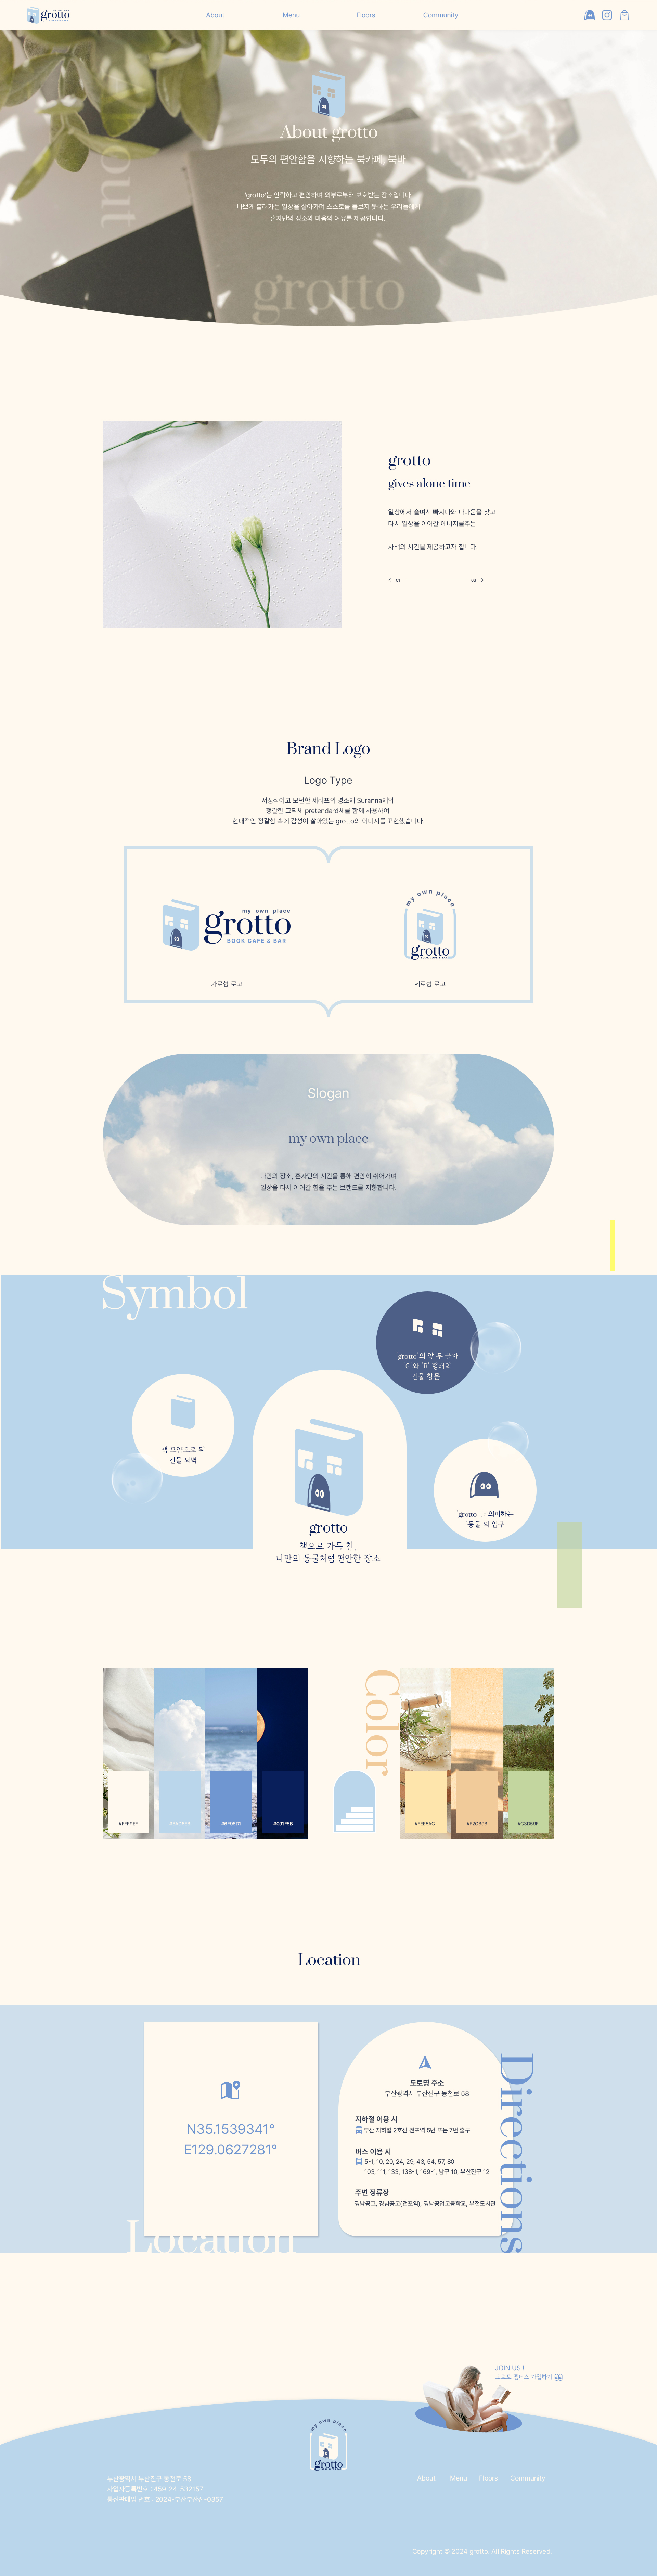 grotto
About
Menu
Floors
Community
About grotto
모두의 편안함을 지향하는 북카페, 북바
out
'grotto'는 안락하고 편안하며 외부로부터 보호받는 장소입니다.
바쁘게 흘러가는 일상을 살아가며 스스로를 돌보지 못하는 우리들에게
혼자만의 장소와 마음의 여유를 제공합니다.
grotto
grotto
gives alone time
일상에서 슬며시 빠져나와 나다움을 찾고
다시 일상을 이어갈 에너지를주는
사색의 시간을 제공하고자 합니다.
01
03
Brand Logo
Logo Type
서정적이고 모던한 세리프의 명조체 Suranna체와
정갈한 고딕체 pretendard체를 함께 사용하여
현대적인 정갈함 속에 감성이 살아있는 grotto의 이미지를 표현했습니다.
my own place
grotto
BOOK CAFE & BAR
my own place
grotto
BOOK CAFE & BAR
가로형 로고
세로형 로고
Slogan
my own place
나만의 장소, 혼자만의 시간을 통해 편안히 쉬어가며
일상을 다시 이어갈 힘을 주는 브랜드를 지향합니다.
Symbol
'grotto'의 앞 두 글자
'G'와 'R' 형태의
건물 창문
책 모양으로 된
건물 외벽
'grotto'를 의미하는
'동굴'의 입구
grotto
책으로 가득 찬,
나만의 동굴처럼 편안한 장소
Color
#FFF9EF
#6F96D1
#091F5B
#FEE5AC
#F2CB9B
#C3D59F
Location
N35.1539341°
E129.0627281°
Location
도로명 주소
부산광역시 부산진구 동천로 58
지하철 이용 시
부산 지하철 2호선 전포역 5번 또는 7번 출구
버스 이용 시
5-1, 10, 20, 24, 29, 43, 54, 57, 80
103, 111, 133, 138-1, 169-1, 남구 10, 부산진구 12
주변 정류장
경남공고, 경남공고(전포역), 경남공업고등학교, 부전도서관
Directions
JOIN US !
그로토 멤버스 가입하기
my own place
grotto
부산광역시 부산진구 동천로 58
사업자등록번호 : 459-24-532157
통신판매업 번호 : 2024-부산부산진-0357
About
Menu
Floors
Community
Copyright © 2024 grotto. All Rights Reserved.